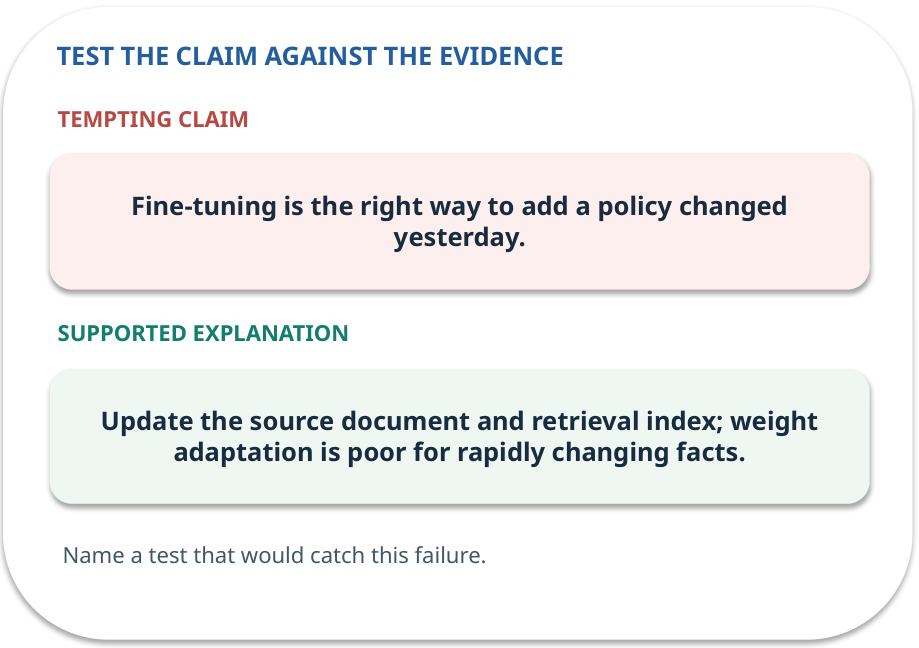 TEST THE CLAIM AGAINST THE EVIDENCE
TEMPTING CLAIM
Fine-tuning is the right way to add a policy changed
yesterday.
SUPPORTED EXPLANATION
Update the source document and retrieval index; weight
adaptation is poor for rapidly changing facts.
Name a test that would catch this failure.